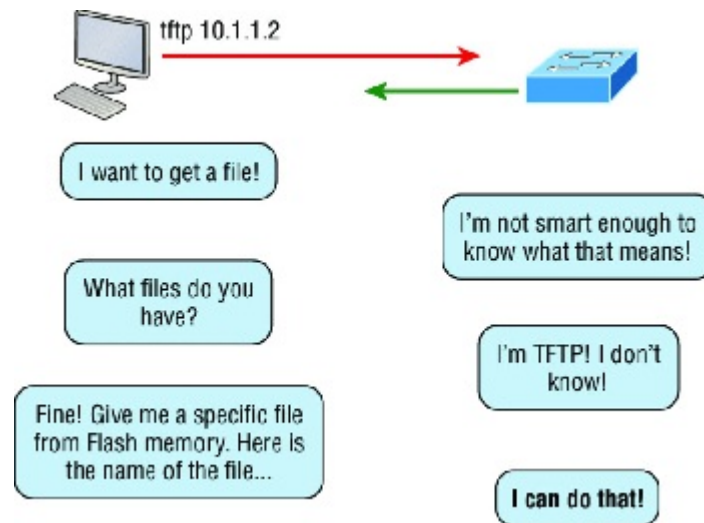 tftp 10.1.1.2
I want to get a file!
I'm not smart enough to
know what that means!
What files do you
have?
I'm TFTP! I don't
know!
Fine! Give me a specific file
from Flash memory. Here is
the name of the file...
I can do that!